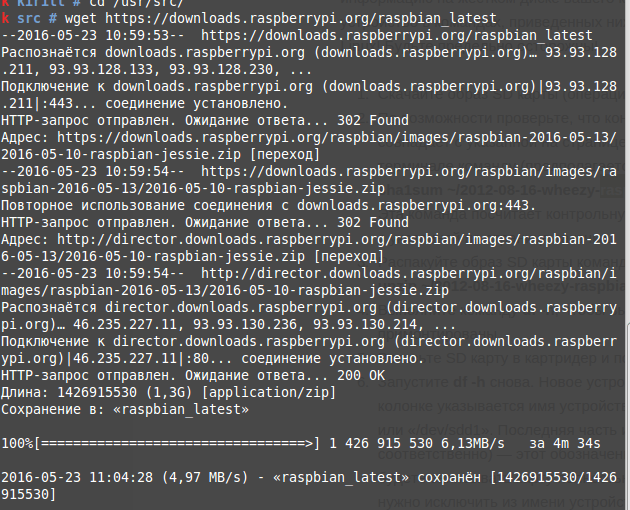 k kirill # cd /usr/src/
k src # wget https://downloads.raspberrypi.org/raspbian_latest
--2016-05-23 10:59:53--  https://downloads.raspberrypi.org/raspbian_latest
Распознаётся downloads.raspberrypi.org (downloads.raspberrypi.org)… 93.93.128
.211, 93.93.128.133, 93.93.128.230, ...
Подключение к downloads.raspberrypi.org (downloads.raspberrypi.org)|93.93.128
.211|:443... соединение установлено.
HTTP-запрос отправлен. Ожидание ответа... 302 Found
Адрес: https://downloads.raspberrypi.org/raspbian/images/raspbian-2016-05-13/
2016-05-10-raspbian-jessie.zip [переход]
--2016-05-23 10:59:54--  https://downloads.raspberrypi.org/raspbian/images/ra
spbian-2016-05-13/2016-05-10-raspbian-jessie.zip
Повторное использование соединения с downloads.raspberrypi.org:443.
HTTP-запрос отправлен. Ожидание ответа... 302 Found
Адрес: http://director.downloads.raspberrypi.org/raspbian/images/raspbian-201
6-05-13/2016-05-10-raspbian-jessie.zip [переход]
--2016-05-23 10:59:54--  http://director.downloads.raspberrypi.org/raspbian/i
mages/raspbian-2016-05-13/2016-05-10-raspbian-jessie.zip
Распознаётся director.downloads.raspberrypi.org (director.downloads.raspberry
pi.org)… 46.235.227.11, 93.93.130.236, 93.93.130.214, ...
Подключение к director.downloads.raspberrypi.org (director.downloads.raspberr
ypi.org)|46.235.227.11|:80... соединение установлено.
HTTP-запрос отправлен. Ожидание ответа... 200 OK
Длина: 1426915530 (1,3G) [application/zip]
Сохранение в: «raspbian_latest»
100%[================================>] 1 426 915 530 6,13MB/s   за 4m 34s
2016-05-23 11:04:28 (4,97 MB/s) - «raspbian_latest» сохранён [1426915530/1426
915530]